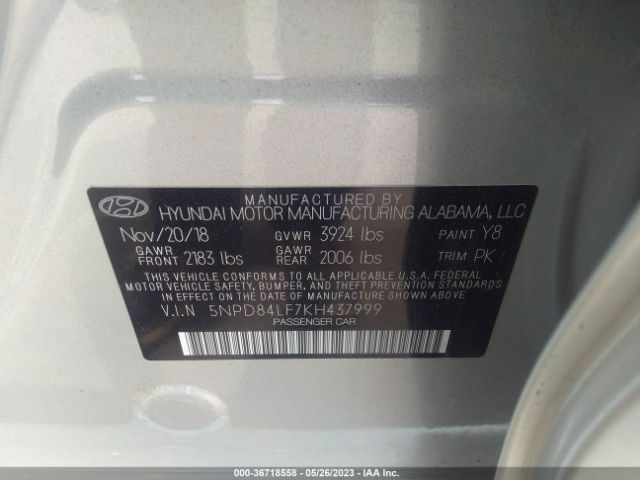 MANUFACTURED BY
HYUNDAI MOTOR MANUFACTURING ALABAMA, LLC
Nov/20/18 GVWR 3924 lbs PAINT Y8
GAWR FRONT 2183 lbs GAWR REAR 2006 lbs TRIM PK
THIS VEHICLE CONFORMS TO ALL APPLICABLE U.S.A. FEDERAL
MOTOR VEHICLE SAFETY, BUMPER, AND THEFT PREVENTION
STANDARDS IN EFFECT ON THE DATE OF MANUFACTURE SHOWN ABOVE.
V.I.N 5NPD84LF7KH437999
PASSENGER CAR
000-36718558 - 05/26/2023 - IAA Inc.